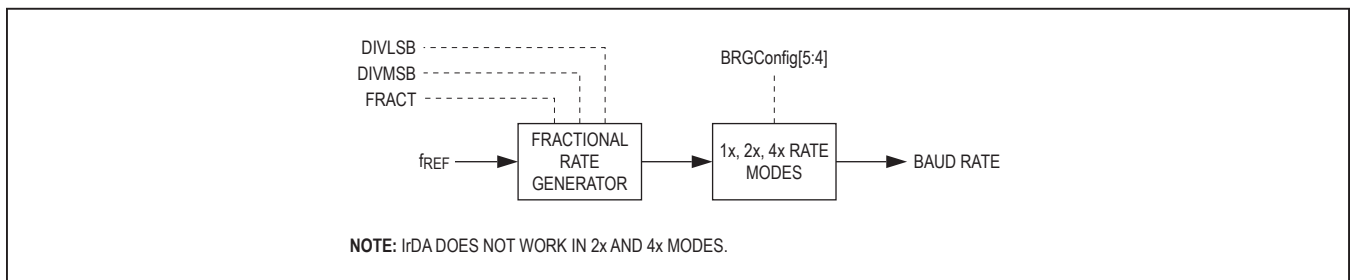 DIVLSB
DIVMSB
FRACT
BRGConfig[5:4]
fREF
FRACTIONAL
RATE
GENERATOR
1x, 2x, 4x RATE
MODES
BAUD RATE
NOTE: IrDA DOES NOT WORK IN 2x AND 4x MODES.